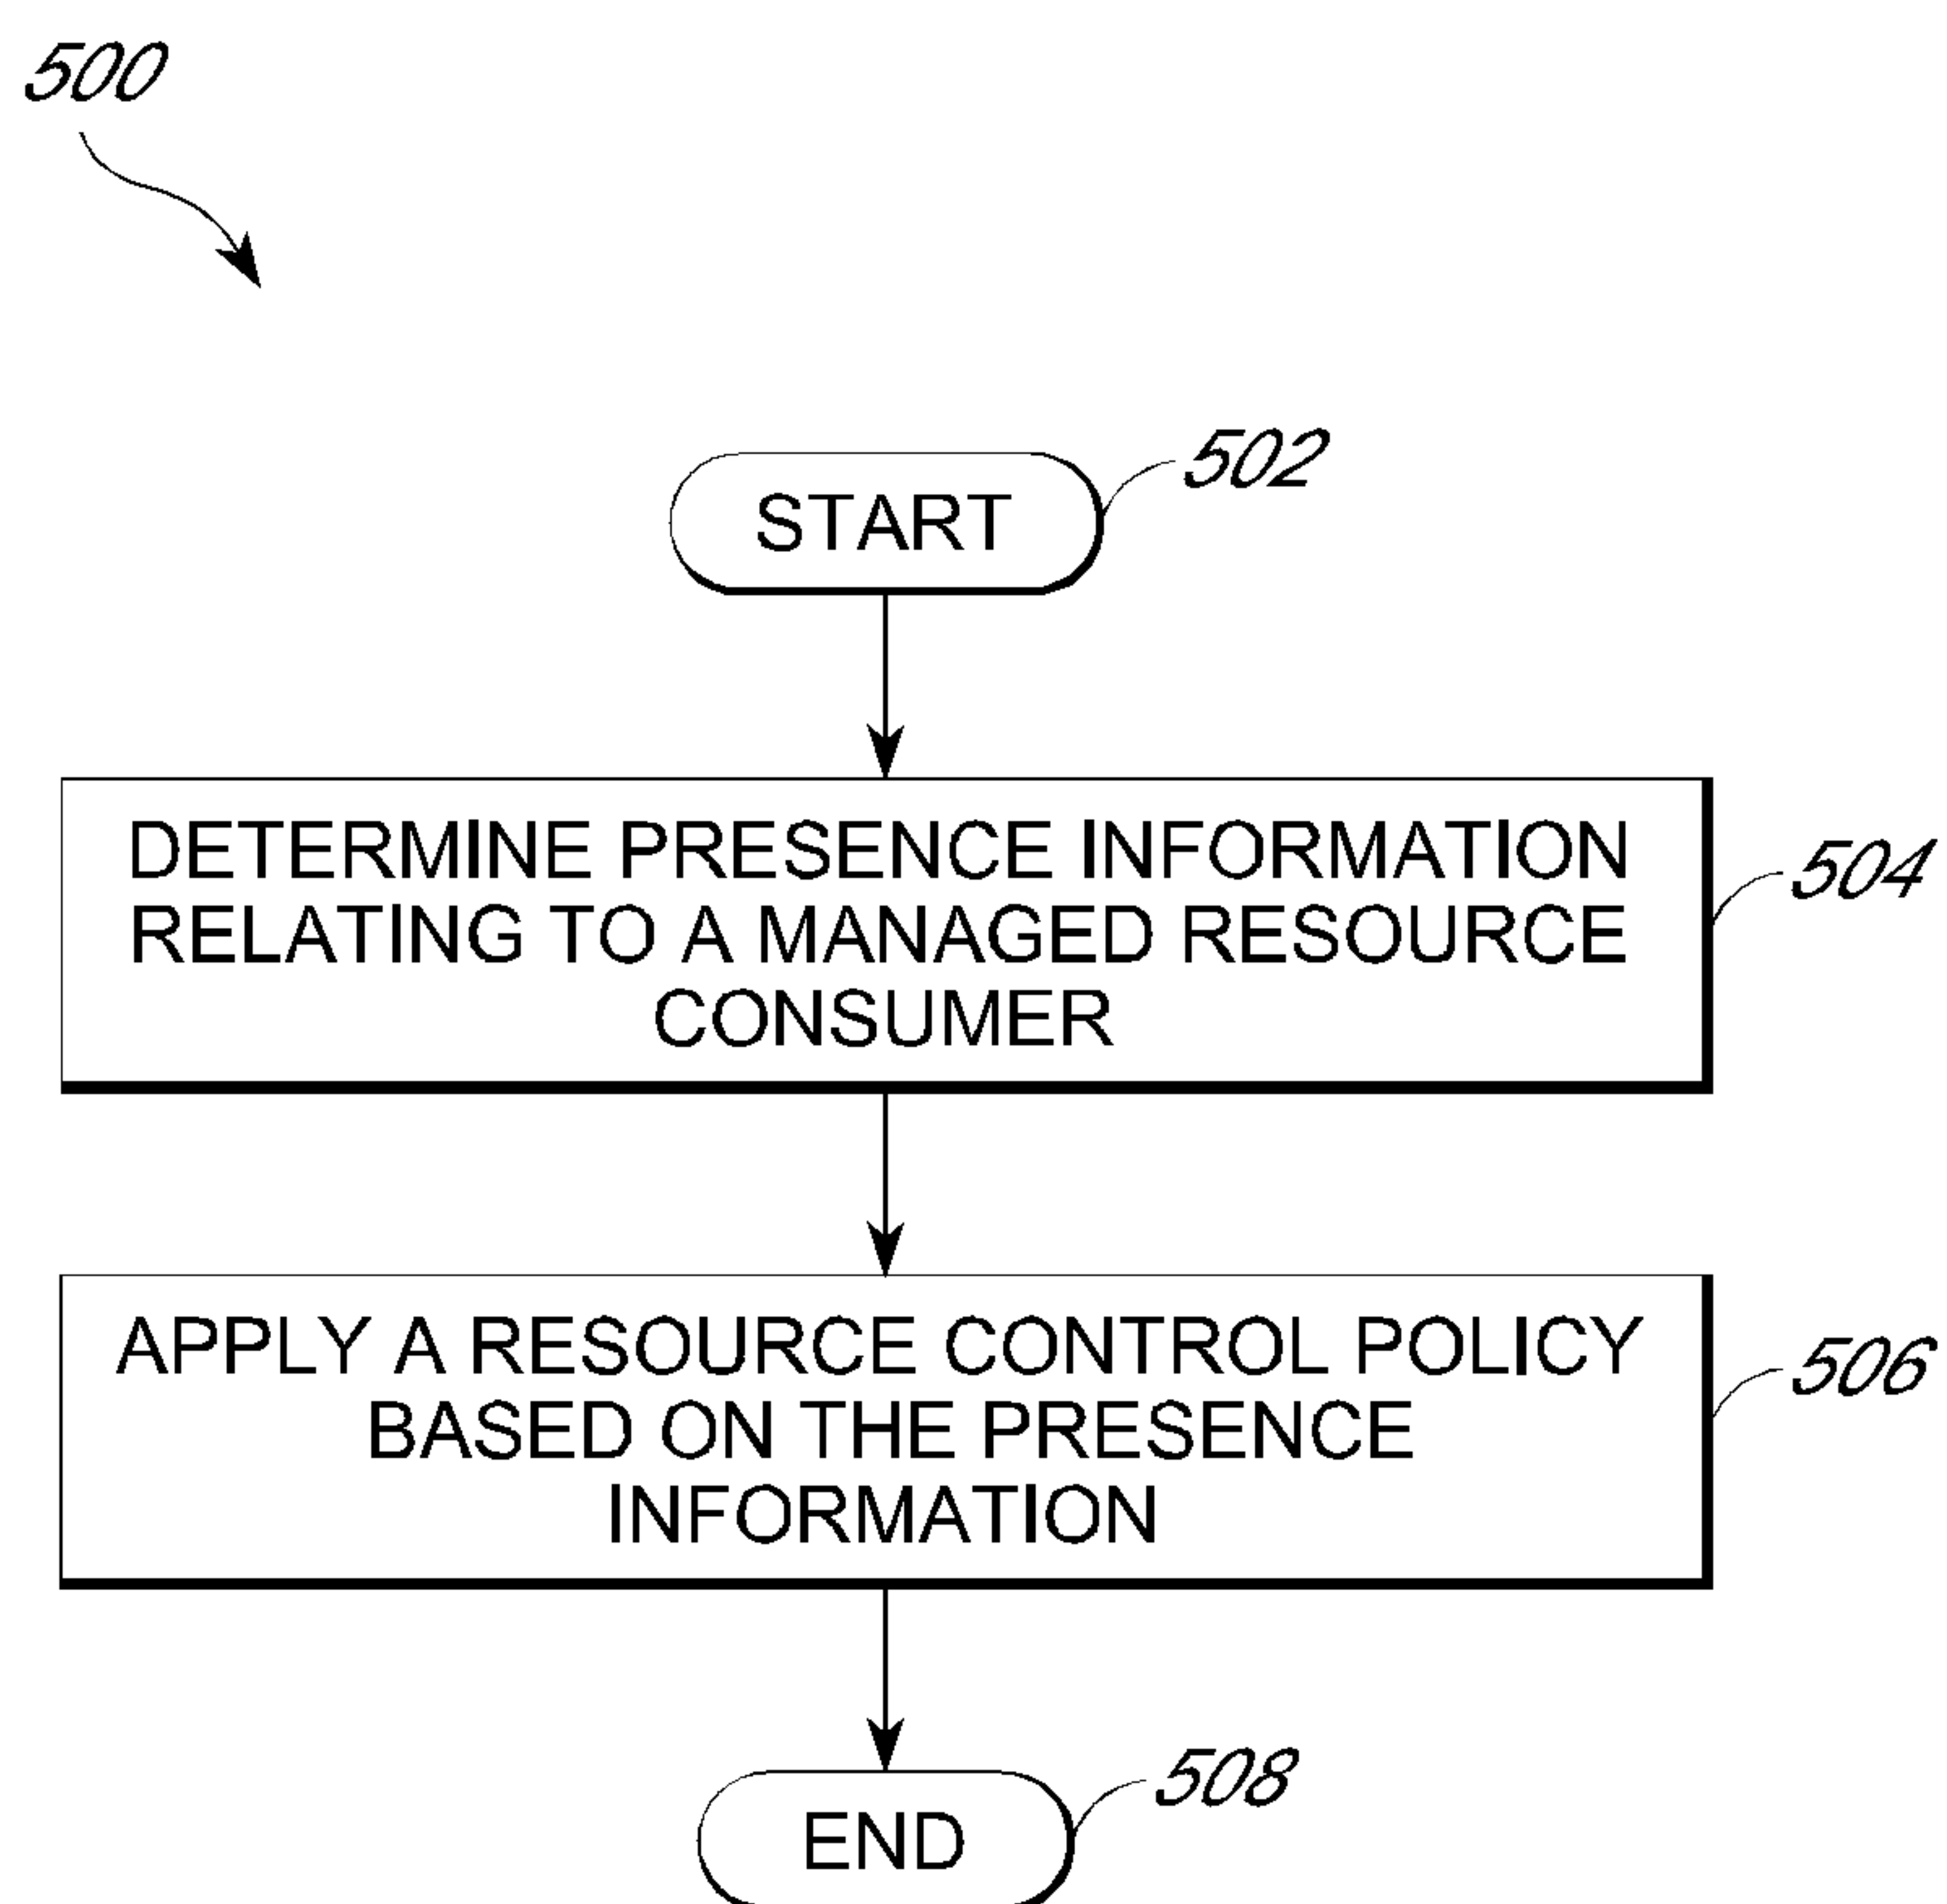 500
502
START
DETERMINE PRESENCE INFORMATION
RELATING TO A MANAGED RESOURCE
CONSUMER
504
APPLY A RESOURCE CONTROL POLICY
BASED ON THE PRESENCE
INFORMATION
506
508
END